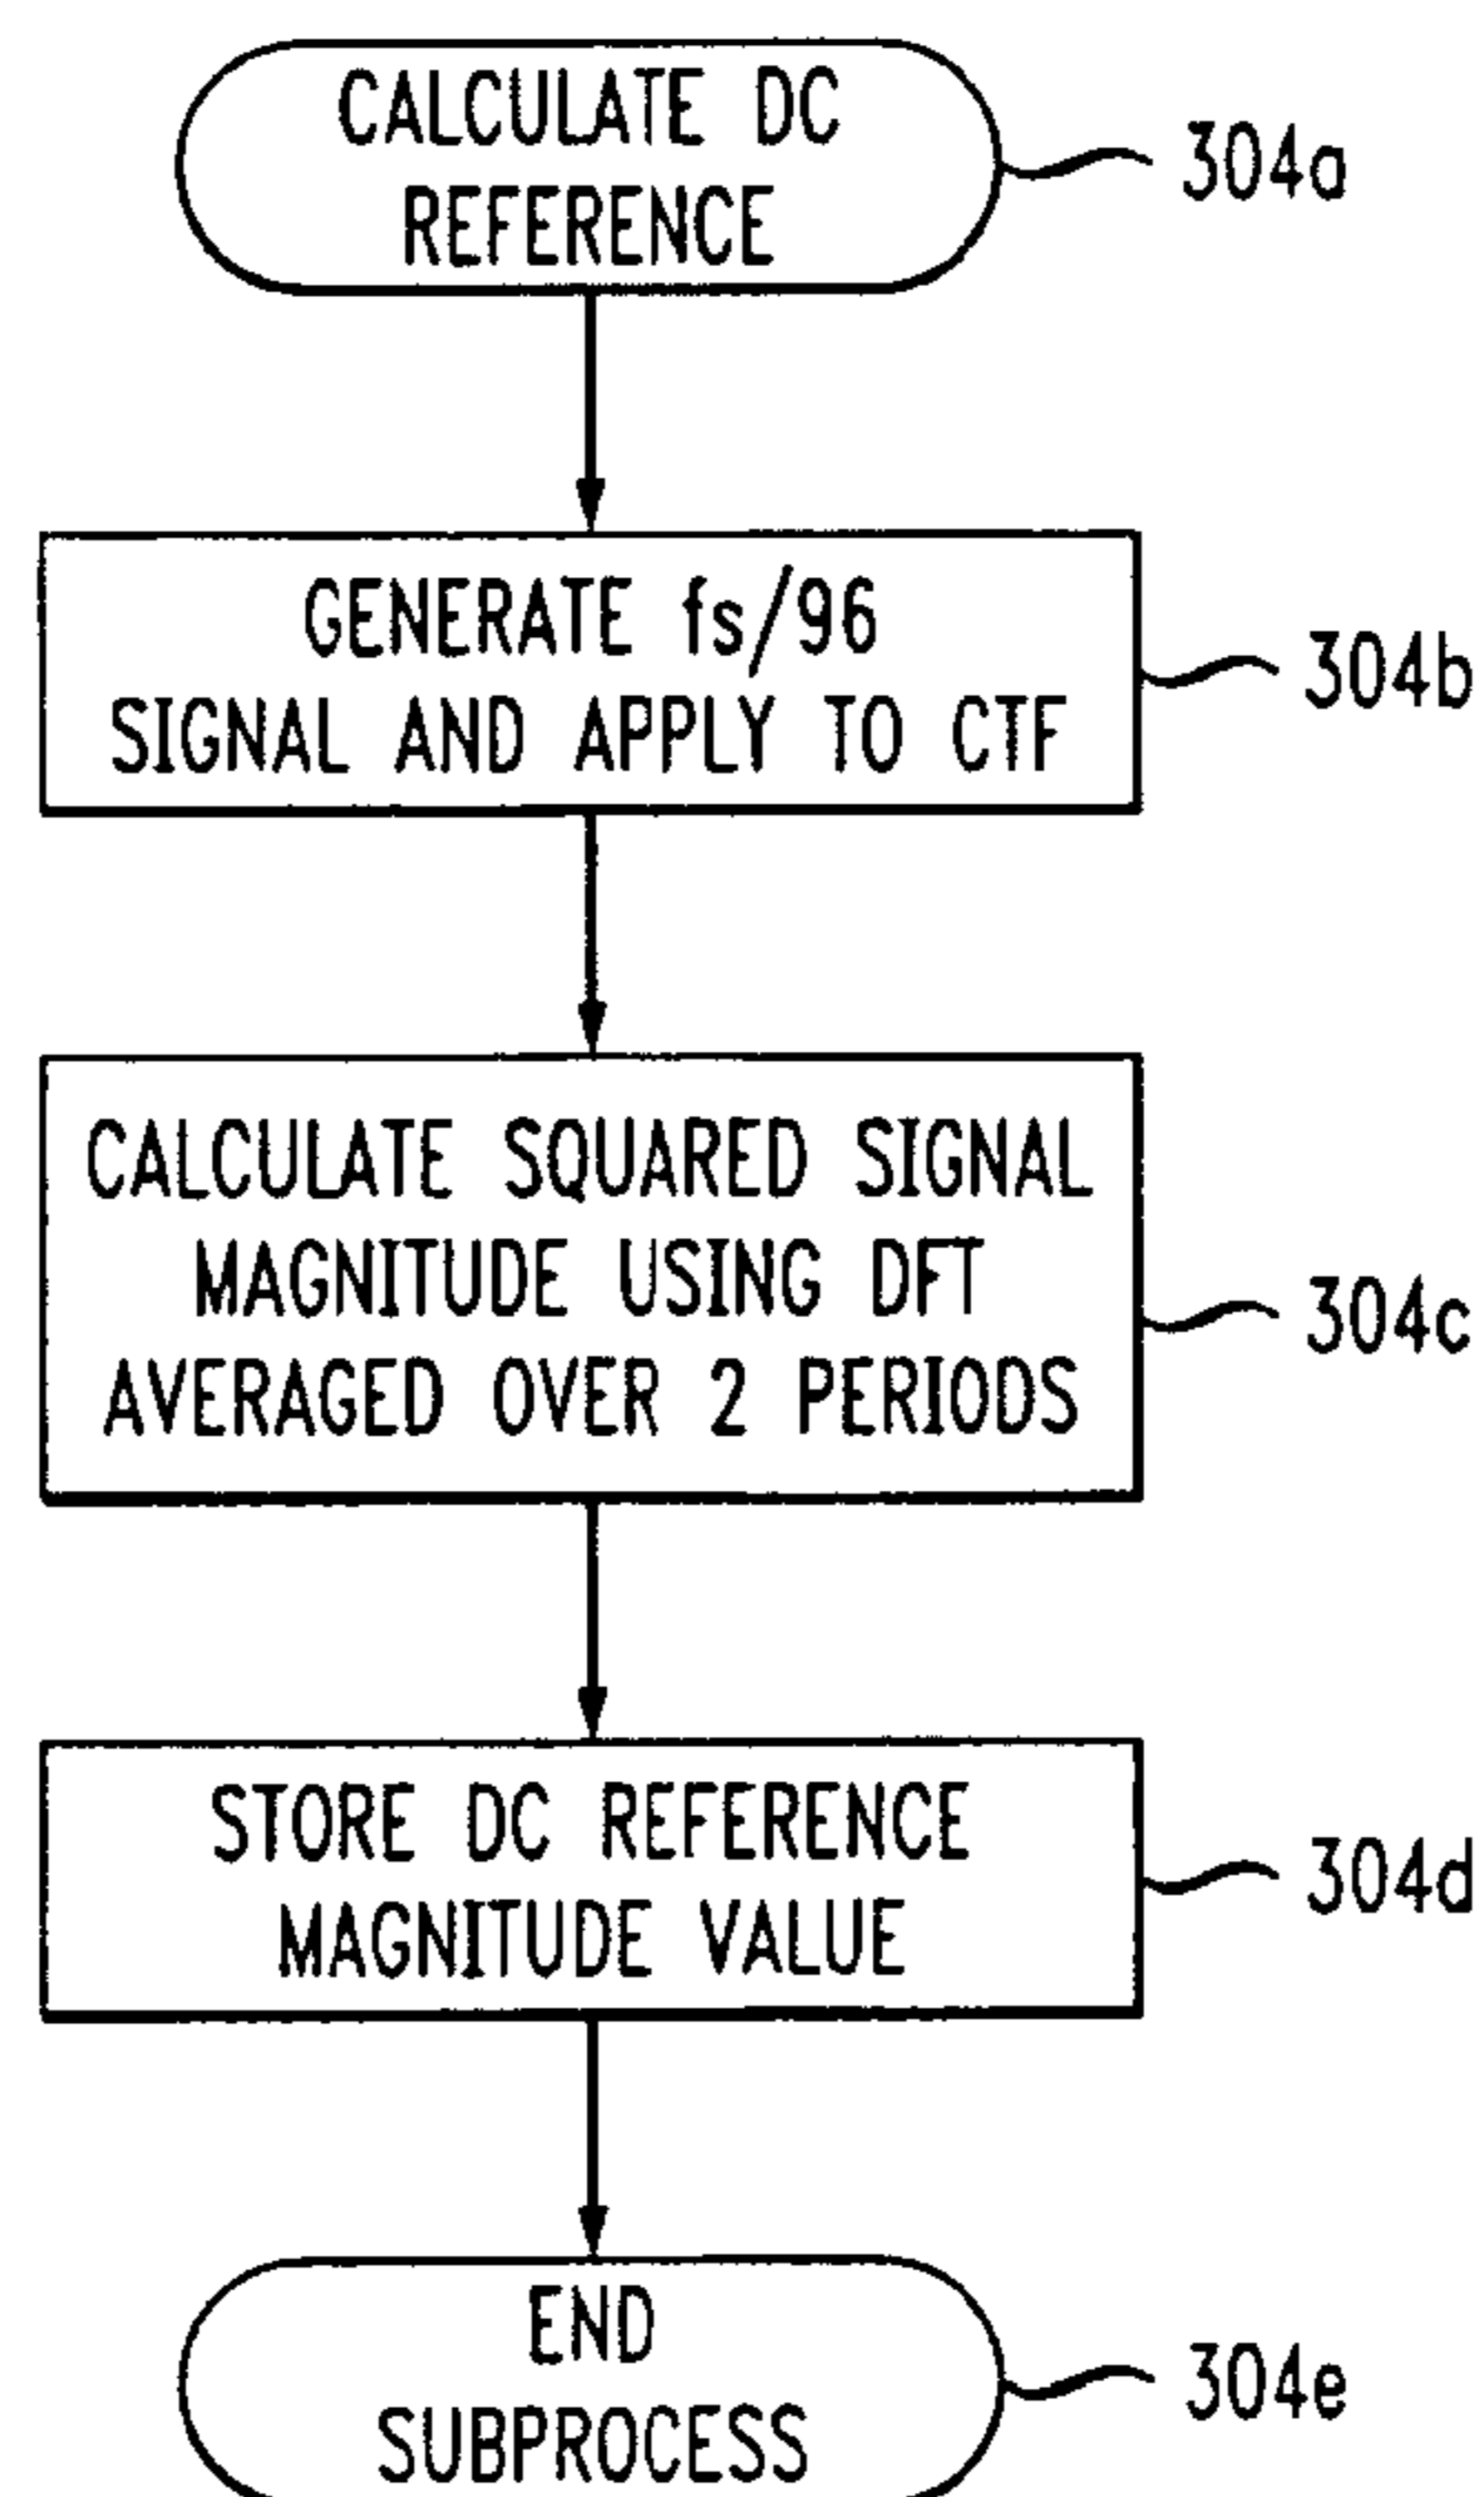 CALCULATE DC
REFERENCE
304a
GENERATE fs/96
SIGNAL AND APPLY TO CTF
304b
CALCULATE SQUARED SIGNAL
MAGNITUDE USING DFT
AVERAGED OVER 2 PERIODS
304c
STORE DC REFERENCE
MAGNITUDE VALUE
304d
END
SUBPROCESS
304e